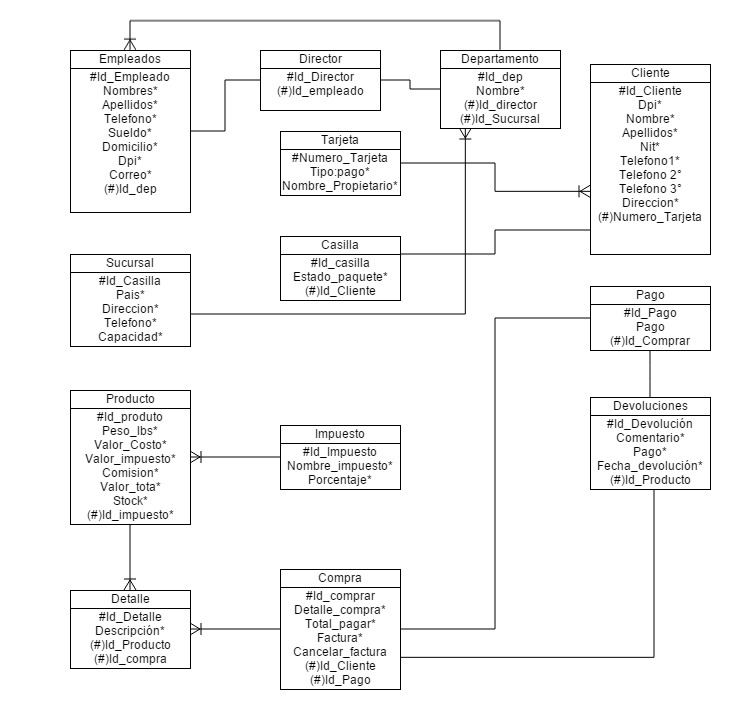 Empleados
#Id_Empleado
Nombres*
Apellidos*
Telefono*
Sueldo*
Domicilio*
Dpi*
Correo*
(#)Id_dep
Director
#Id_Director
(#)Id_empleado
Departamento
#Id_dep
Nombre*
(#)Id_director
(#)Id_Sucursal
Cliente
#Id_Cliente
Dpi*
Nombre*
Apellidos*
Nit*
Telefono1*
Telefono 2°
Telefono 3°
Direccion*
(#)Numero_Tarjeta
Tarjeta
#Numero_Tarjeta
Tipo:pago*
Nombre_Propietario*
Casilla
#Id_casilla
Estado_paquete*
(#)Id_Cliente
Sucursal
#Id_Casilla
Pais*
Direccion*
Telefono*
Capacidad*
Pago
#Id_Pago
Pago
(#)Id_Comprar
Producto
#Id_produto
Peso_lbs*
Valor_Costo*
Valor_impuesto*
Comision*
Valor_tota*
Stock*
(#)Id_impuesto*
Impuesto
#Id_Impuesto
Nombre_impuesto*
Porcentaje*
Devoluciones
#Id_Devolución
Comentario*
Pago*
Fecha_devolución*
(#)Id_Producto
Detalle
#Id_Detalle
Descripción*
(#)Id_Producto
(#)Id_compra
Compra
#Id_comprar
Detalle_compra*
Total_pagar*
Factura*
Cancelar_factura
(#)Id_Cliente
(#)Id_Pago